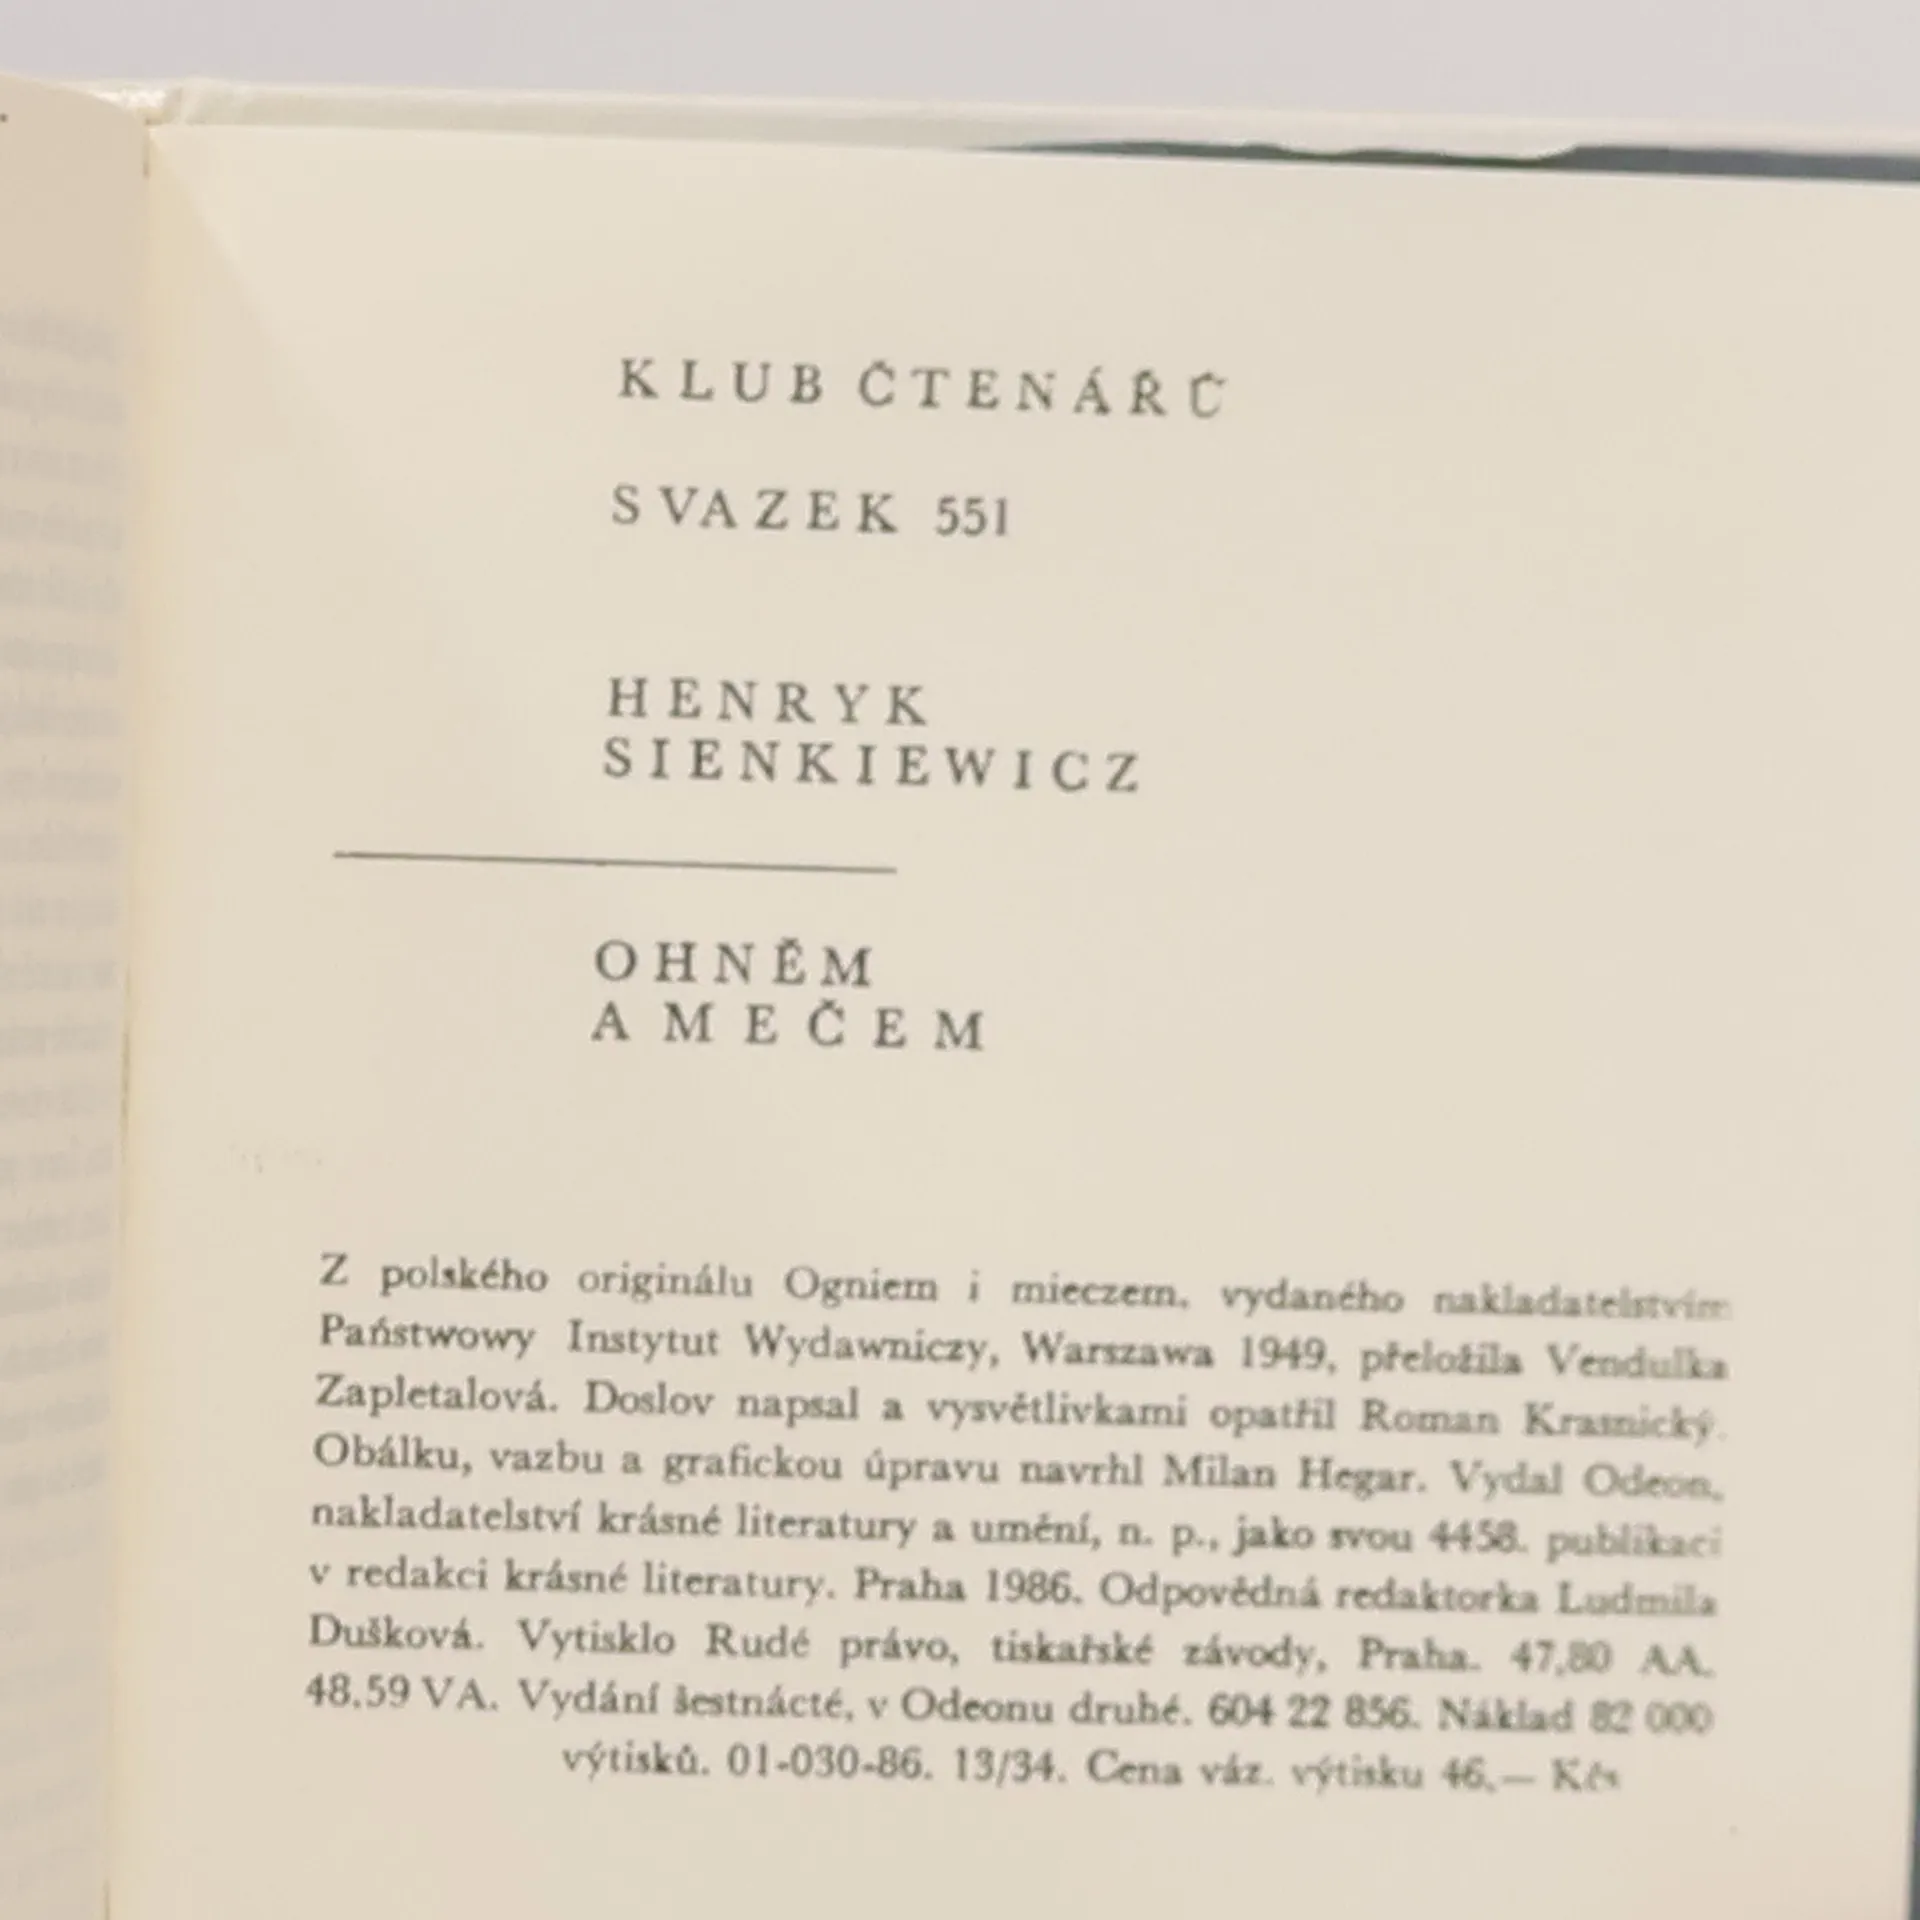 KLUB ČTENÁŘŮ
SVAZEK 551
HENRYK
SIENKIEWICZ
OHNĚM
A MEČEM
Z polského originálu Ogniem i mieczem, vydaného nakladatelstvím
Państwowy Instytut Wydawniczy, Warszawa 1949, přeložila Vendulka
Zapletalová. Doslov napsal a vysvětlivkami opatřil Roman Krasnický.
Obálku, vazbu a grafickou úpravu navrhl Milan Hegar. Vydal Odeon,
nakladatelství krásné literatury a umění, n. p., jako svou 4458. publikaci
v redakci krásné literatury. Praha 1986. Odpovědná redaktorka Ludmila
Dušková. Vytisklo Rudé právo, tiskařské závody, Praha. 47,80 AA.
48,59 VA. Vydání šestnácté, v Odeonu druhé. 604 22 856. Náklad 82 000
výtisků. 01-030-86. 13/34. Cena váz. výtisku 46,— Kčs